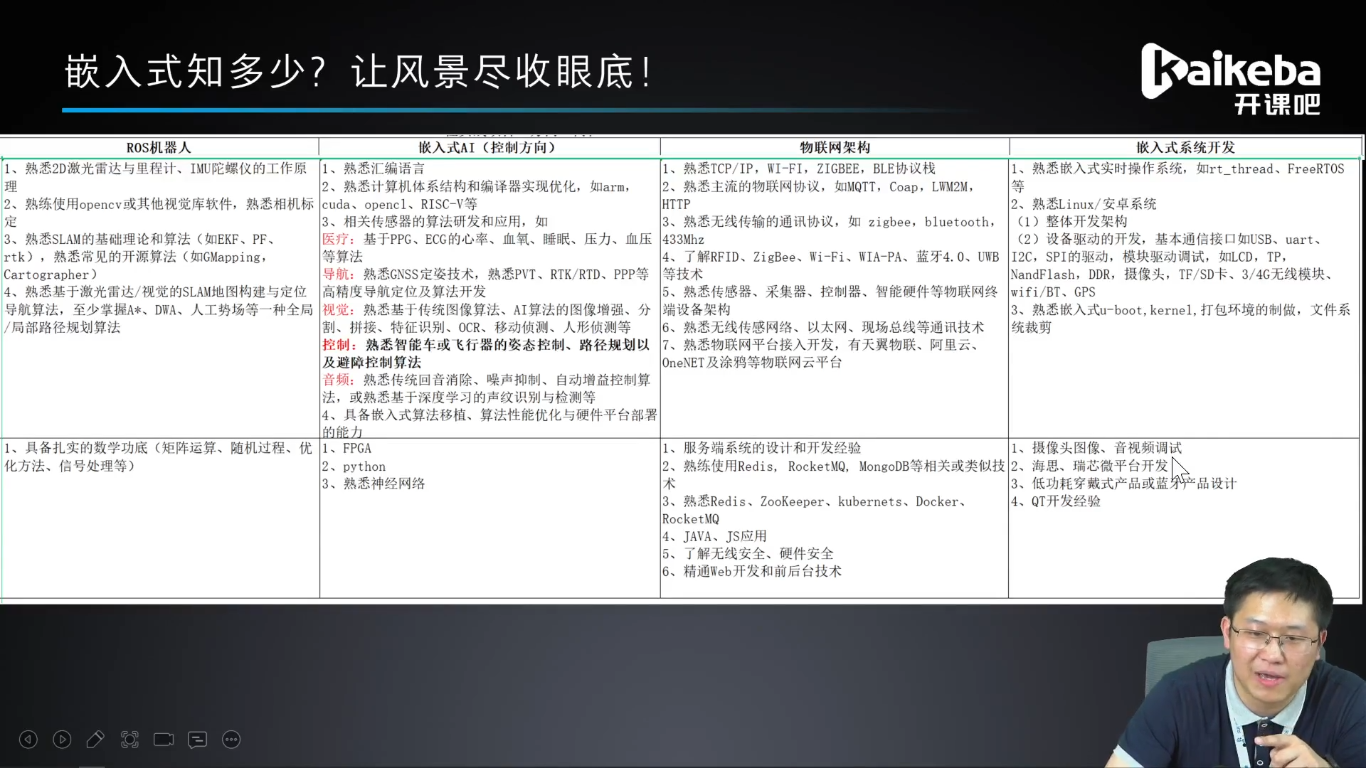 嵌入式知多少？让风景尽收眼底！
Kaikeba
开课吧
ROS机器人
1、熟悉2D激光雷达与里程计、IMU陀螺仪的工作原
理
2、熟练使用opencv或其他视觉库软件，熟悉相机标
定
3、熟悉SLAM的基础理论和算法（如EKF、PF、
rtk），熟悉常见的开源算法（如GMapping，
Cartographer）
4、熟悉基于激光雷达/视觉的SLAM地图构建与定位
导航算法，至少掌握A*、DWA、人工势场等一种全局
/局部路径规划算法
1、具备扎实的数学功底（矩阵运算、随机过程、优
化方法、信号处理等）
嵌入式AI（控制方向）
1、熟悉汇编语言
2、熟悉计算机体系结构和编译器实现优化，如arm，
cuda、opencl、RISC-V等
3、相关传感器的算法研发和应用，如
医疗：基于PPG、ECG的心率、血氧、睡眠、压力、血压
等算法
导航：熟悉GNSS定姿技术，熟悉PVT、RTK/RTD、PPP等
高精度导航定位及算法开发
视觉：熟悉基于传统图像算法、AI算法的图像增强、分
割、拼接、特征识别、OCR、移动侦测、人形侦测等
控制：熟悉智能车或飞行器的姿态控制、路径规划以
及避障控制算法
音频：熟悉传统回音消除、噪声抑制、自动增益控制算
法，或熟悉基于深度学习的声纹识别与检测等
4、具备嵌入式算法移植、算法性能优化与硬件平台部署
的能力
1、FPGA
2、python
3、熟悉神经网络
物联网架构
1、熟悉TCP/IP，WI-FI，ZIGBEE，BLE协议栈
2、熟悉主流的物联网协议，如MQTT，Coap，LWM2M，
HTTP
3、熟悉无线传输的通讯协议，如 zigbee，bluetooth，
433Mhz
4、了解RFID、ZigBee、Wi-Fi、WIA-PA、蓝牙4.0、UWB
等技术
5、熟悉传感器、采集器、控制器、智能硬件等物联网终
端设备架构
6、熟悉无线传感网络、以太网、现场总线等通讯技术
7、熟悉物联网平台接入开发，有天翼物联、阿里云、
OneNET及涂鸦等物联网云平台
1、服务端系统的设计和开发经验
2、熟练使用Redis, RocketMQ, MongoDB等相关或类似技
术
3、熟悉Redis、ZooKeeper、kubernets、Docker、
RocketMQ
4、JAVA、JS应用
5、了解无线安全、硬件安全
6、精通Web开发和前后台技术
嵌入式系统开发
1、熟悉嵌入式实时操作系统，如rt_thread、FreeRTOS
等
2、熟悉Linux/安卓系统
（1）整体开发架构
（2）设备驱动的开发，基本通信接口如USB、uart、
I2C，SPI的驱动，模块驱动调试，如LCD，TP，
NandFlash，DDR，摄像头，TF/SD卡、3/4G无线模块、
wifi/BT、GPS
3、熟悉嵌入式u-boot,kernel,打包环境的制做，文件系
统裁剪
1、摄像头图像、音视频调试
2、海思、瑞芯微平台开发
3、低功耗穿戴式产品或蓝牙产品设计
4、QT开发经验